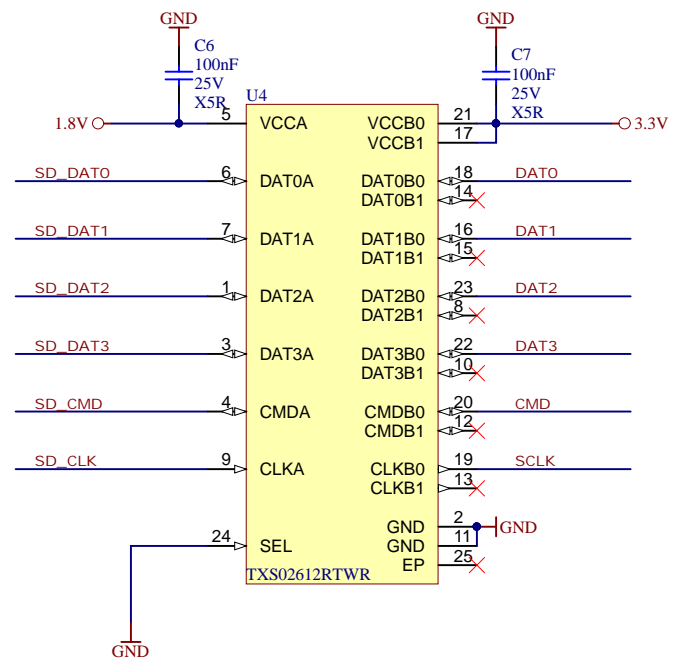 GND
GND
C6
100nF
25V
X5R
C7
100nF
25V
X5R
U4
1.8V
5
VCCA
VCCB0
21
3.3V
VCCB1
17
SD_DAT0
6
DAT0A
DAT0B0
18
DAT0
DAT0B1
14
SD_DAT1
7
DAT1A
DAT1B0
16
DAT1
DAT1B1
15
SD_DAT2
1
DAT2A
DAT2B0
23
DAT2
DAT2B1
8
SD_DAT3
3
DAT3A
DAT3B0
22
DAT3
DAT3B1
10
SD_CMD
4
CMDA
CMDB0
20
CMD
CMDB1
12
SD_CLK
9
CLKA
CLKB0
19
SCLK
CLKB1
13
GND
2
GND
24
SEL
GND
11
EP
25
TXS02612RTWR
GND